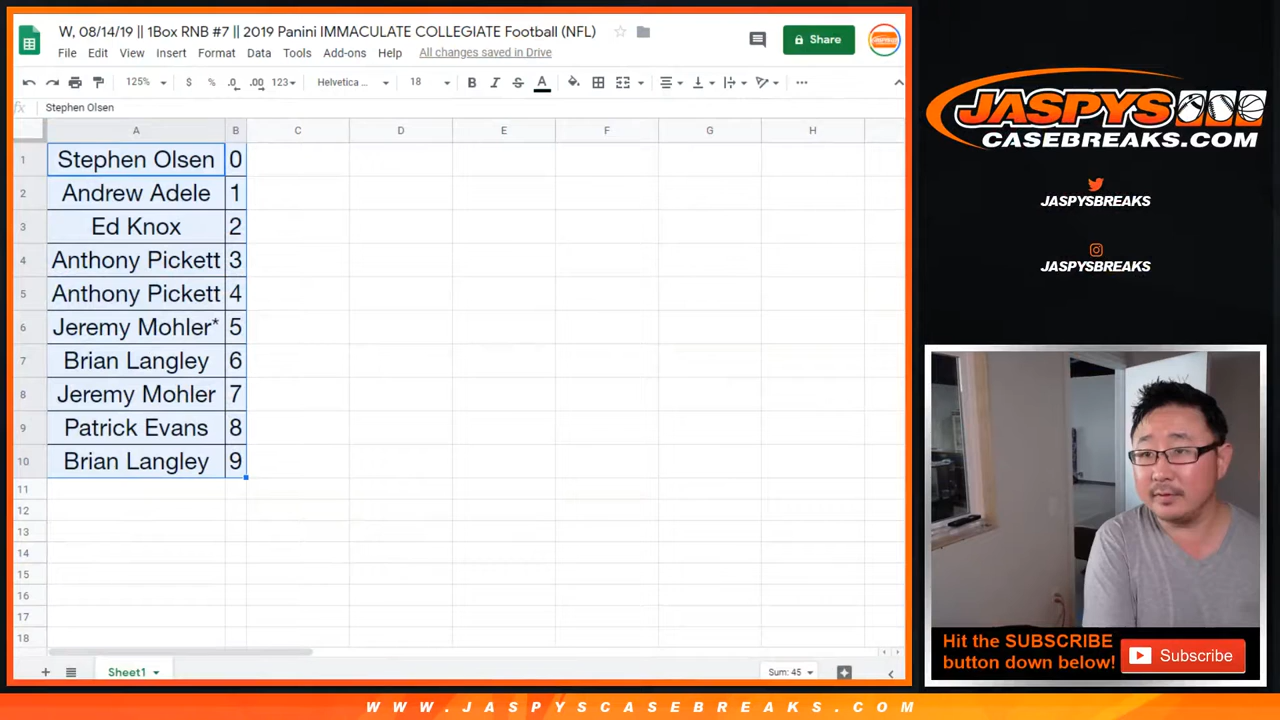 W, 08/14/19 || 1Box RNB #7 || 2019 Panini IMMACULATE COLLEGIATE Football (NFL)
File Edit View Insert Format Data Tools Add-ons Help All changes saved in Drive
Share
125% $ % .0 .00 123 Helvetica... 18 B I S A
fx Stephen Olsen
A B C D E F G H
1 Stephen Olsen 0
2 Andrew Adele 1
3 Ed Knox 2
4 Anthony Pickett 3
5 Anthony Pickett 4
6 Jeremy Mohler* 5
7 Brian Langley 6
8 Jeremy Mohler 7
9 Patrick Evans 8
10 Brian Langley 9
11
12
13
14
15
16
17
18
Sheet1
Sum: 45
JASPYS
CASEBREAKS.COM
JASPYSBREAKS
JASPYSBREAKS
Hit the SUBSCRIBE
button down below!
Subscribe
WWW.JASPYSCASEBREAKS.COM